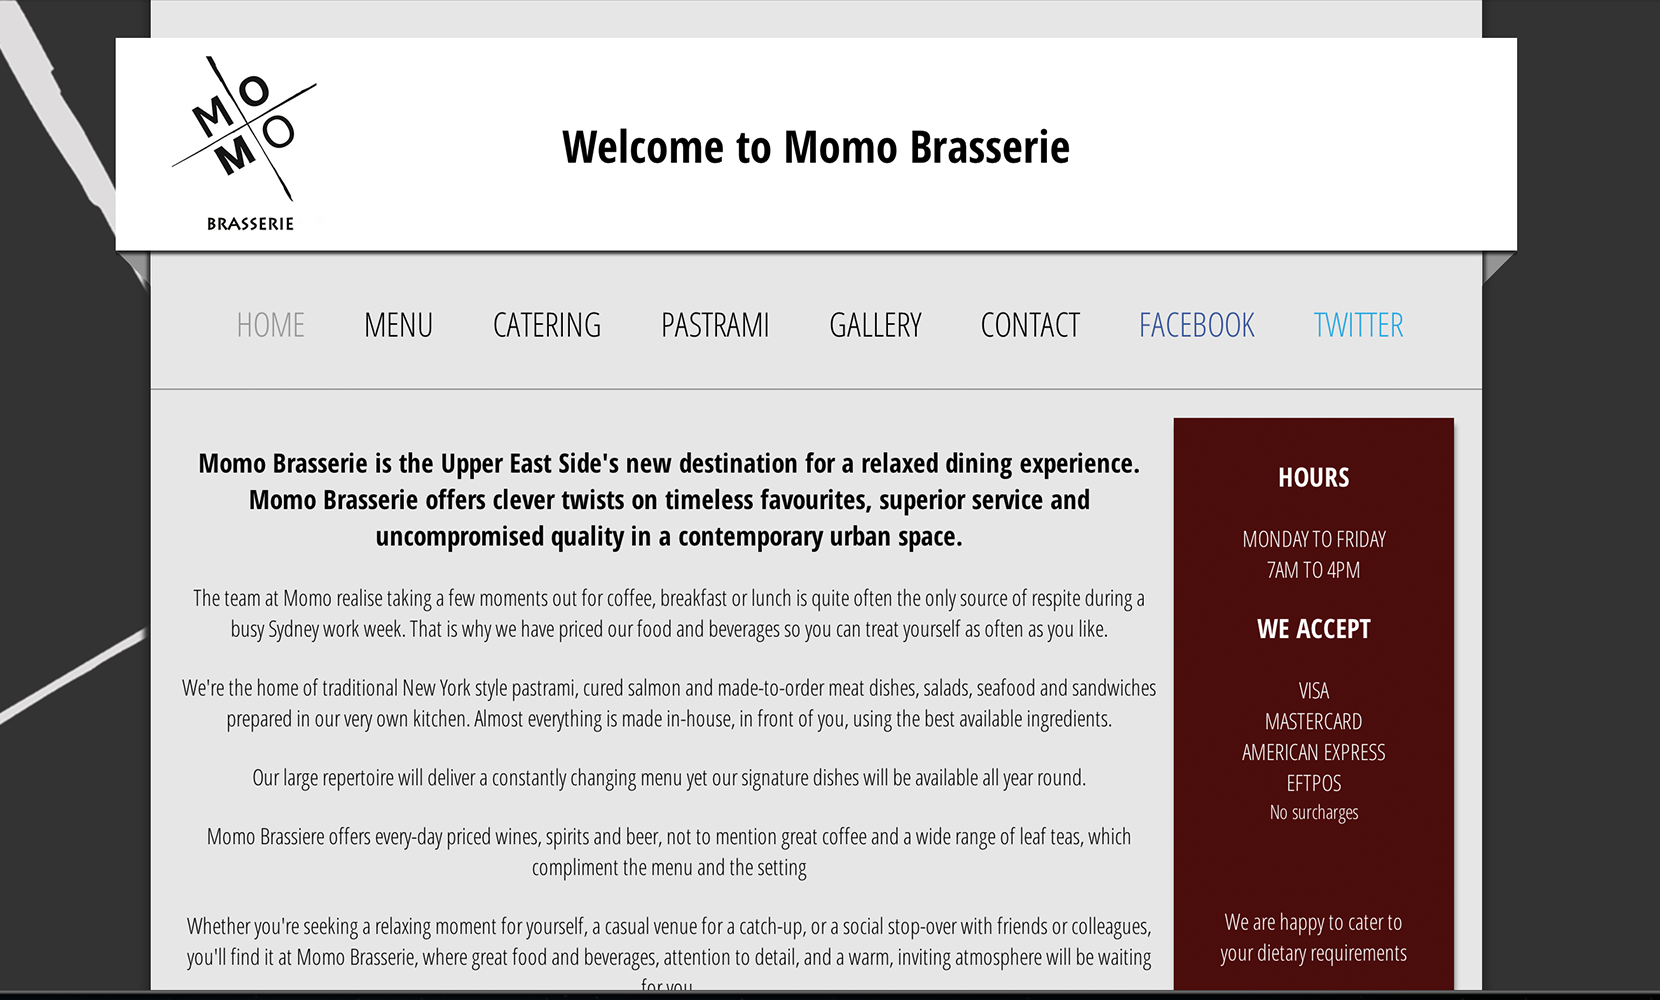 MO
MO
BRASSERIE
Welcome to Momo Brasserie
HOME MENU CATERING PASTRAMI GALLERY CONTACT FACEBOOK TWITTER
Momo Brasserie is the Upper East Side's new destination for a relaxed dining experience.
Momo Brasserie offers clever twists on timeless favourites, superior service and
uncompromised quality in a contemporary urban space.
The team at Momo realise taking a few moments out for coffee, breakfast or lunch is quite often the only source of respite during a
busy Sydney work week. That is why we have priced our food and beverages so you can treat yourself as often as you like.
We're the home of traditional New York style pastrami, cured salmon and made-to-order meat dishes, salads, seafood and sandwiches
prepared in our very own kitchen. Almost everything is made in-house, in front of you, using the best available ingredients.
Our large repertoire will deliver a constantly changing menu yet our signature dishes will be available all year round.
Momo Brassiere offers every-day priced wines, spirits and beer, not to mention great coffee and a wide range of leaf teas, which
compliment the menu and the setting
Whether you're seeking a relaxing moment for yourself, a casual venue for a catch-up, or a social stop-over with friends or colleagues,
you'll find it at Momo Brasserie, where great food and beverages, attention to detail, and a warm, inviting atmosphere will be waiting
for you
HOURS
MONDAY TO FRIDAY
7AM TO 4PM
WE ACCEPT
VISA
MASTERCARD
AMERICAN EXPRESS
EFTPOS
No surcharges
We are happy to cater to
your dietary requirements